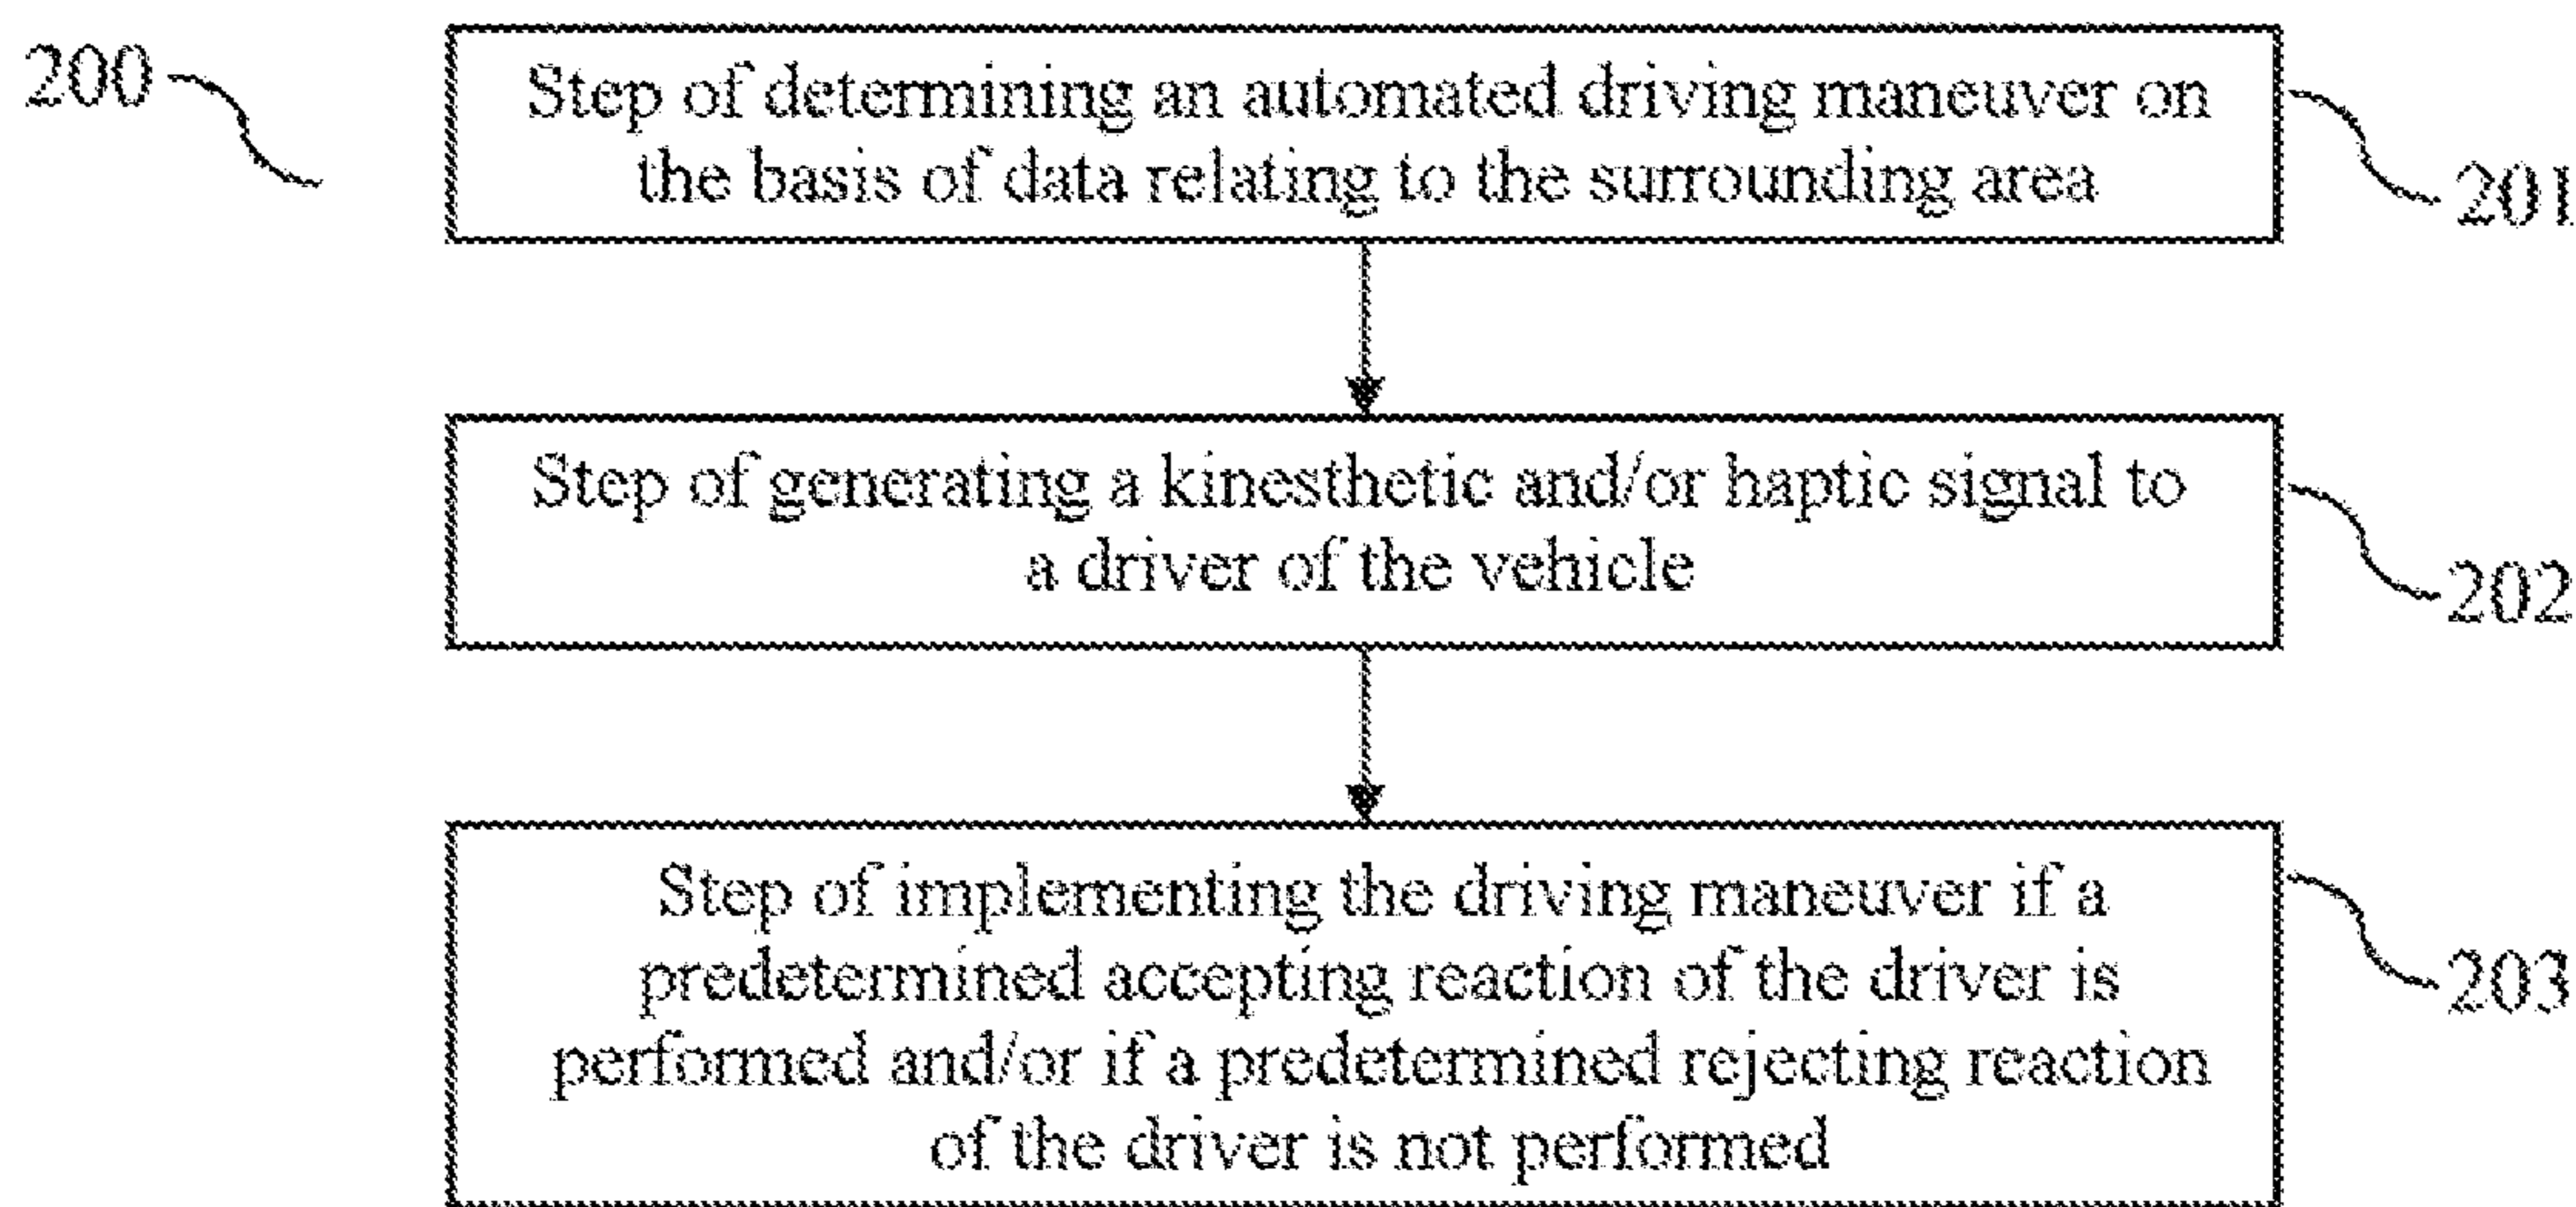 200
Step of determining an automated driving maneuver on
the basis of data relating to the surrounding area
201
Step of generating a kinesthetic and/or haptic signal to
a driver of the vehicle
202
Step of implementing the driving maneuver if a
predetermined accepting reaction of the driver is
performed and/or if a predetermined rejecting reaction
of the driver is not performed
203